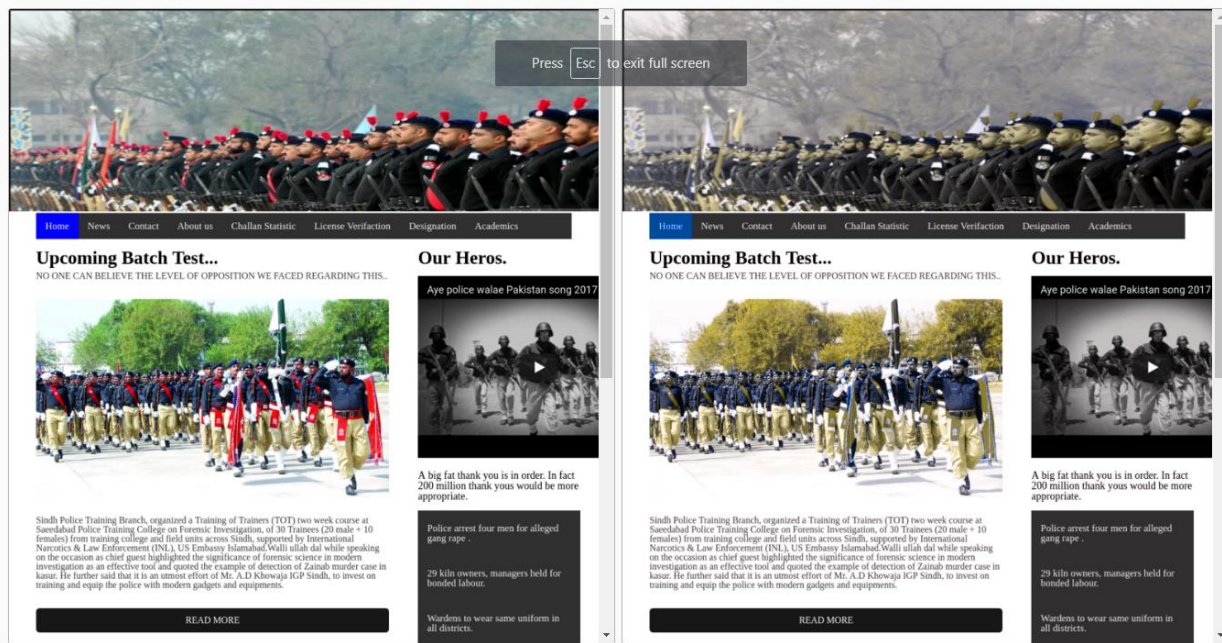 Press Esc to exit full screen
Home News Contact About us Challan Statistic License Verifaction Designation Academics
Upcoming Batch Test...
NO ONE CAN BELIEVE THE LEVEL OF OPPOSITION WE FACED REGARDING THIS..
Sindh Police Training Branch, organized a Training of Trainers (TOT) two week course at
Saeedabad Police Training College on Forensic Investigation, of 30 Trainees (20 male + 10
females) from training college and field units across Sindh, supported by International
Narcotics & Law Enforcement (INL), US Embassy Islamabad.Walli ullah dal while speaking
on the occasion as chief guest highlighted the significance of forensic science in modern
investigation as an effective tool and quoted the example of detection of Zainab murder case in
kasur. He further said that it is an utmost effort of Mr. A.D Khowaja IGP Sindh, to invest on
training and equip the police with modern gadgets and equipments.
READ MORE
Our Heros.
Aye police walae Pakistan song 2017
A big fat thank you is in order. In fact
200 million thank yous would be more
appropriate.
Police arrest four men for alleged
gang rape .
29 kiln owners, managers held for
bonded labour.
Wardens to wear same uniform in
all districts.
Home News Contact About us Challan Statistic License Verifaction Designation Academics
Upcoming Batch Test...
NO ONE CAN BELIEVE THE LEVEL OF OPPOSITION WE FACED REGARDING THIS..
Sindh Police Training Branch, organized a Training of Trainers (TOT) two week course at
Saeedabad Police Training College on Forensic Investigation, of 30 Trainees (20 male + 10
females) from training college and field units across Sindh, supported by International
Narcotics & Law Enforcement (INL), US Embassy Islamabad.Walli ullah dal while speaking
on the occasion as chief guest highlighted the significance of forensic science in modern
investigation as an effective tool and quoted the example of detection of Zainab murder case in
kasur. He further said that it is an utmost effort of Mr. A.D Khowaja IGP Sindh, to invest on
training and equip the police with modern gadgets and equipments.
READ MORE
Our Heros.
Aye police walae Pakistan song 2017
A big fat thank you is in order. In fact
200 million thank yous would be more
appropriate.
Police arrest four men for alleged
gang rape .
29 kiln owners, managers held for
bonded labour.
Wardens to wear same uniform in
all districts.